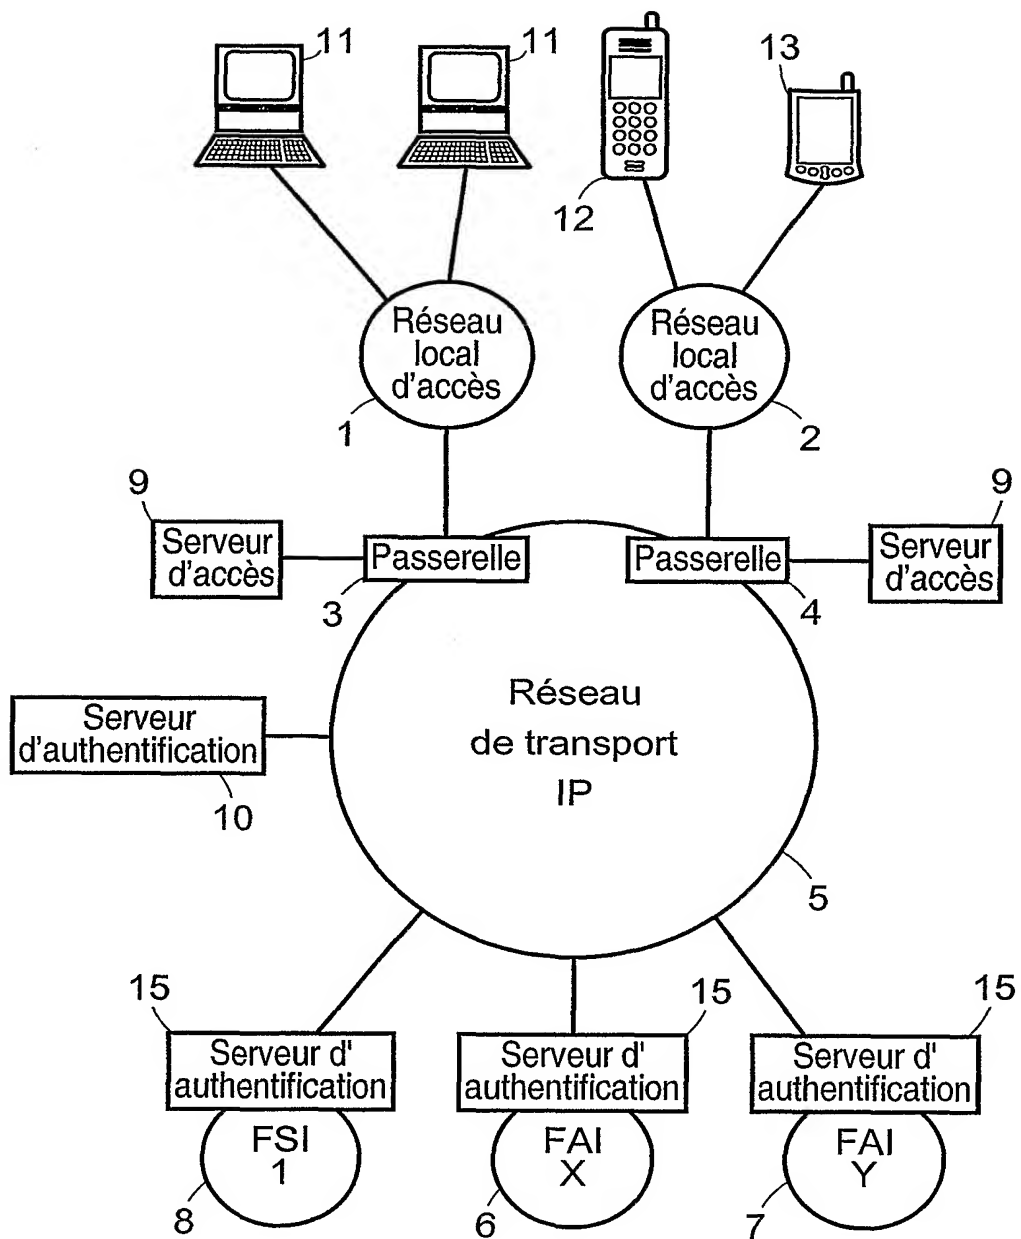 11
11
12
13
Réseau
local
d'accès
1
Réseau
local
d'accès
2
9
Serveur
d'accès
Passerelle
3
Passerelle
4
9
Serveur
d'accès
Serveur
d'authentification
10
Réseau
de transport
IP
5
15
Serveur d'
authentification
FSI
1
8
15
Serveur d'
authentification
FAI
X
6
15
Serveur d'
authentification
FAI
Y
7